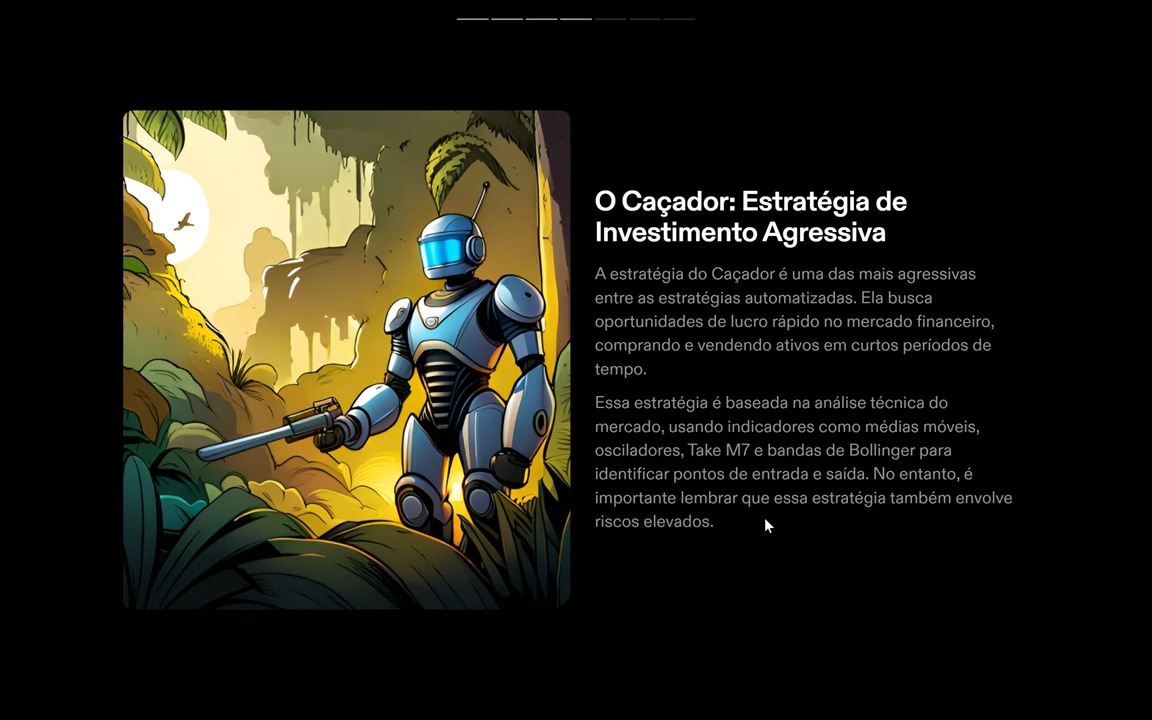 O Caçador: Estratégia de
Investimento Agressiva
A estratégia do Caçador é uma das mais agressivas
entre as estratégias automatizadas. Ela busca
oportunidades de lucro rápido no mercado financeiro,
comprando e vendendo ativos em curtos períodos de
tempo.
Essa estratégia é baseada na análise técnica do
mercado, usando indicadores como médias móveis,
osciladores, Take M7 e bandas de Bollinger para
identificar pontos de entrada e saída. No entanto, é
importante lembrar que essa estratégia também envolve
riscos elevados.